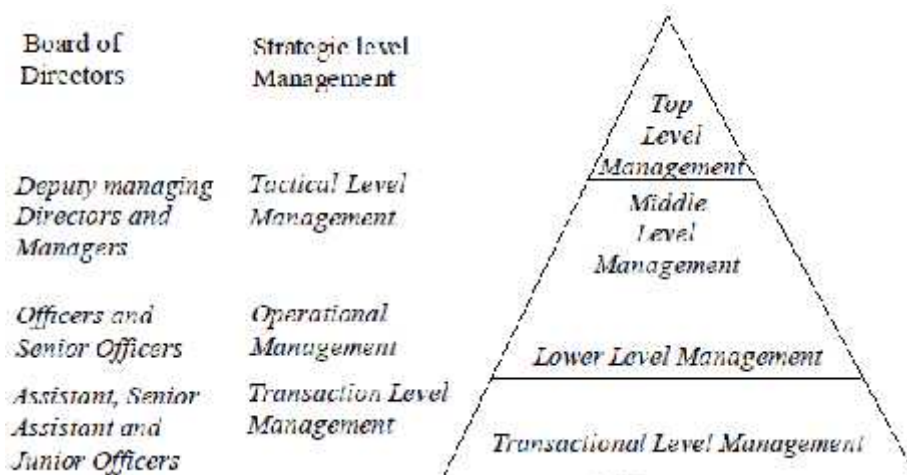 Board of
Directors
Strategic level
Management
Top
Level
Management
Deputy managing
Directors and
Managers
Tactical Level
Management
Middle
Level
Management
Officers and
Senior Officers
Operational
Management
Lower Level Management
Assistant, Senior
Assistant and
Junior Officers
Transaction Level
Management
Transactional Level Management